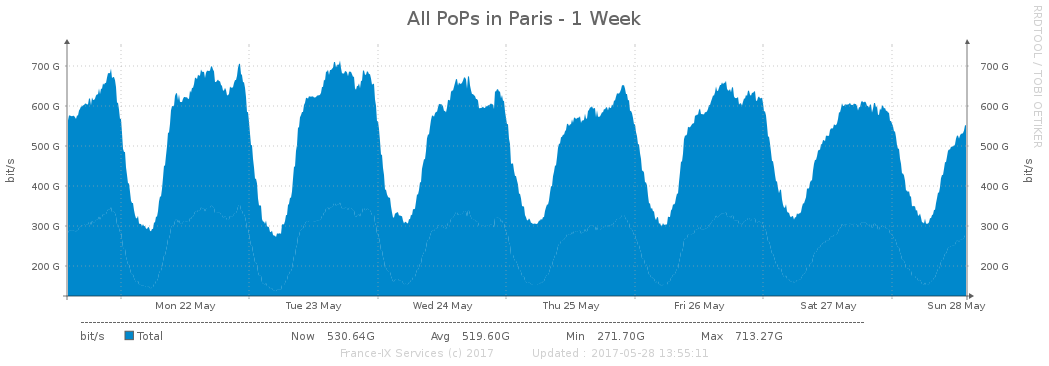 All PoPs in Paris - 1 Week
RRDTOOL / TOBI OETIKER
bit/s
700 G 700 G
600 G 600 G
500 G 500 G
400 G 400 G
300 G 300 G
200 G 200 G
bit/s
Mon 22 May Tue 23 May Wed 24 May Thu 25 May Fri 26 May Sat 27 May Sun 28 May
bit/s Total Now 530.64G Avg 519.60G Min 271.70G Max 713.27G
France-IX Services (c) 2017 Updated : 2017-05-28 13:55:11